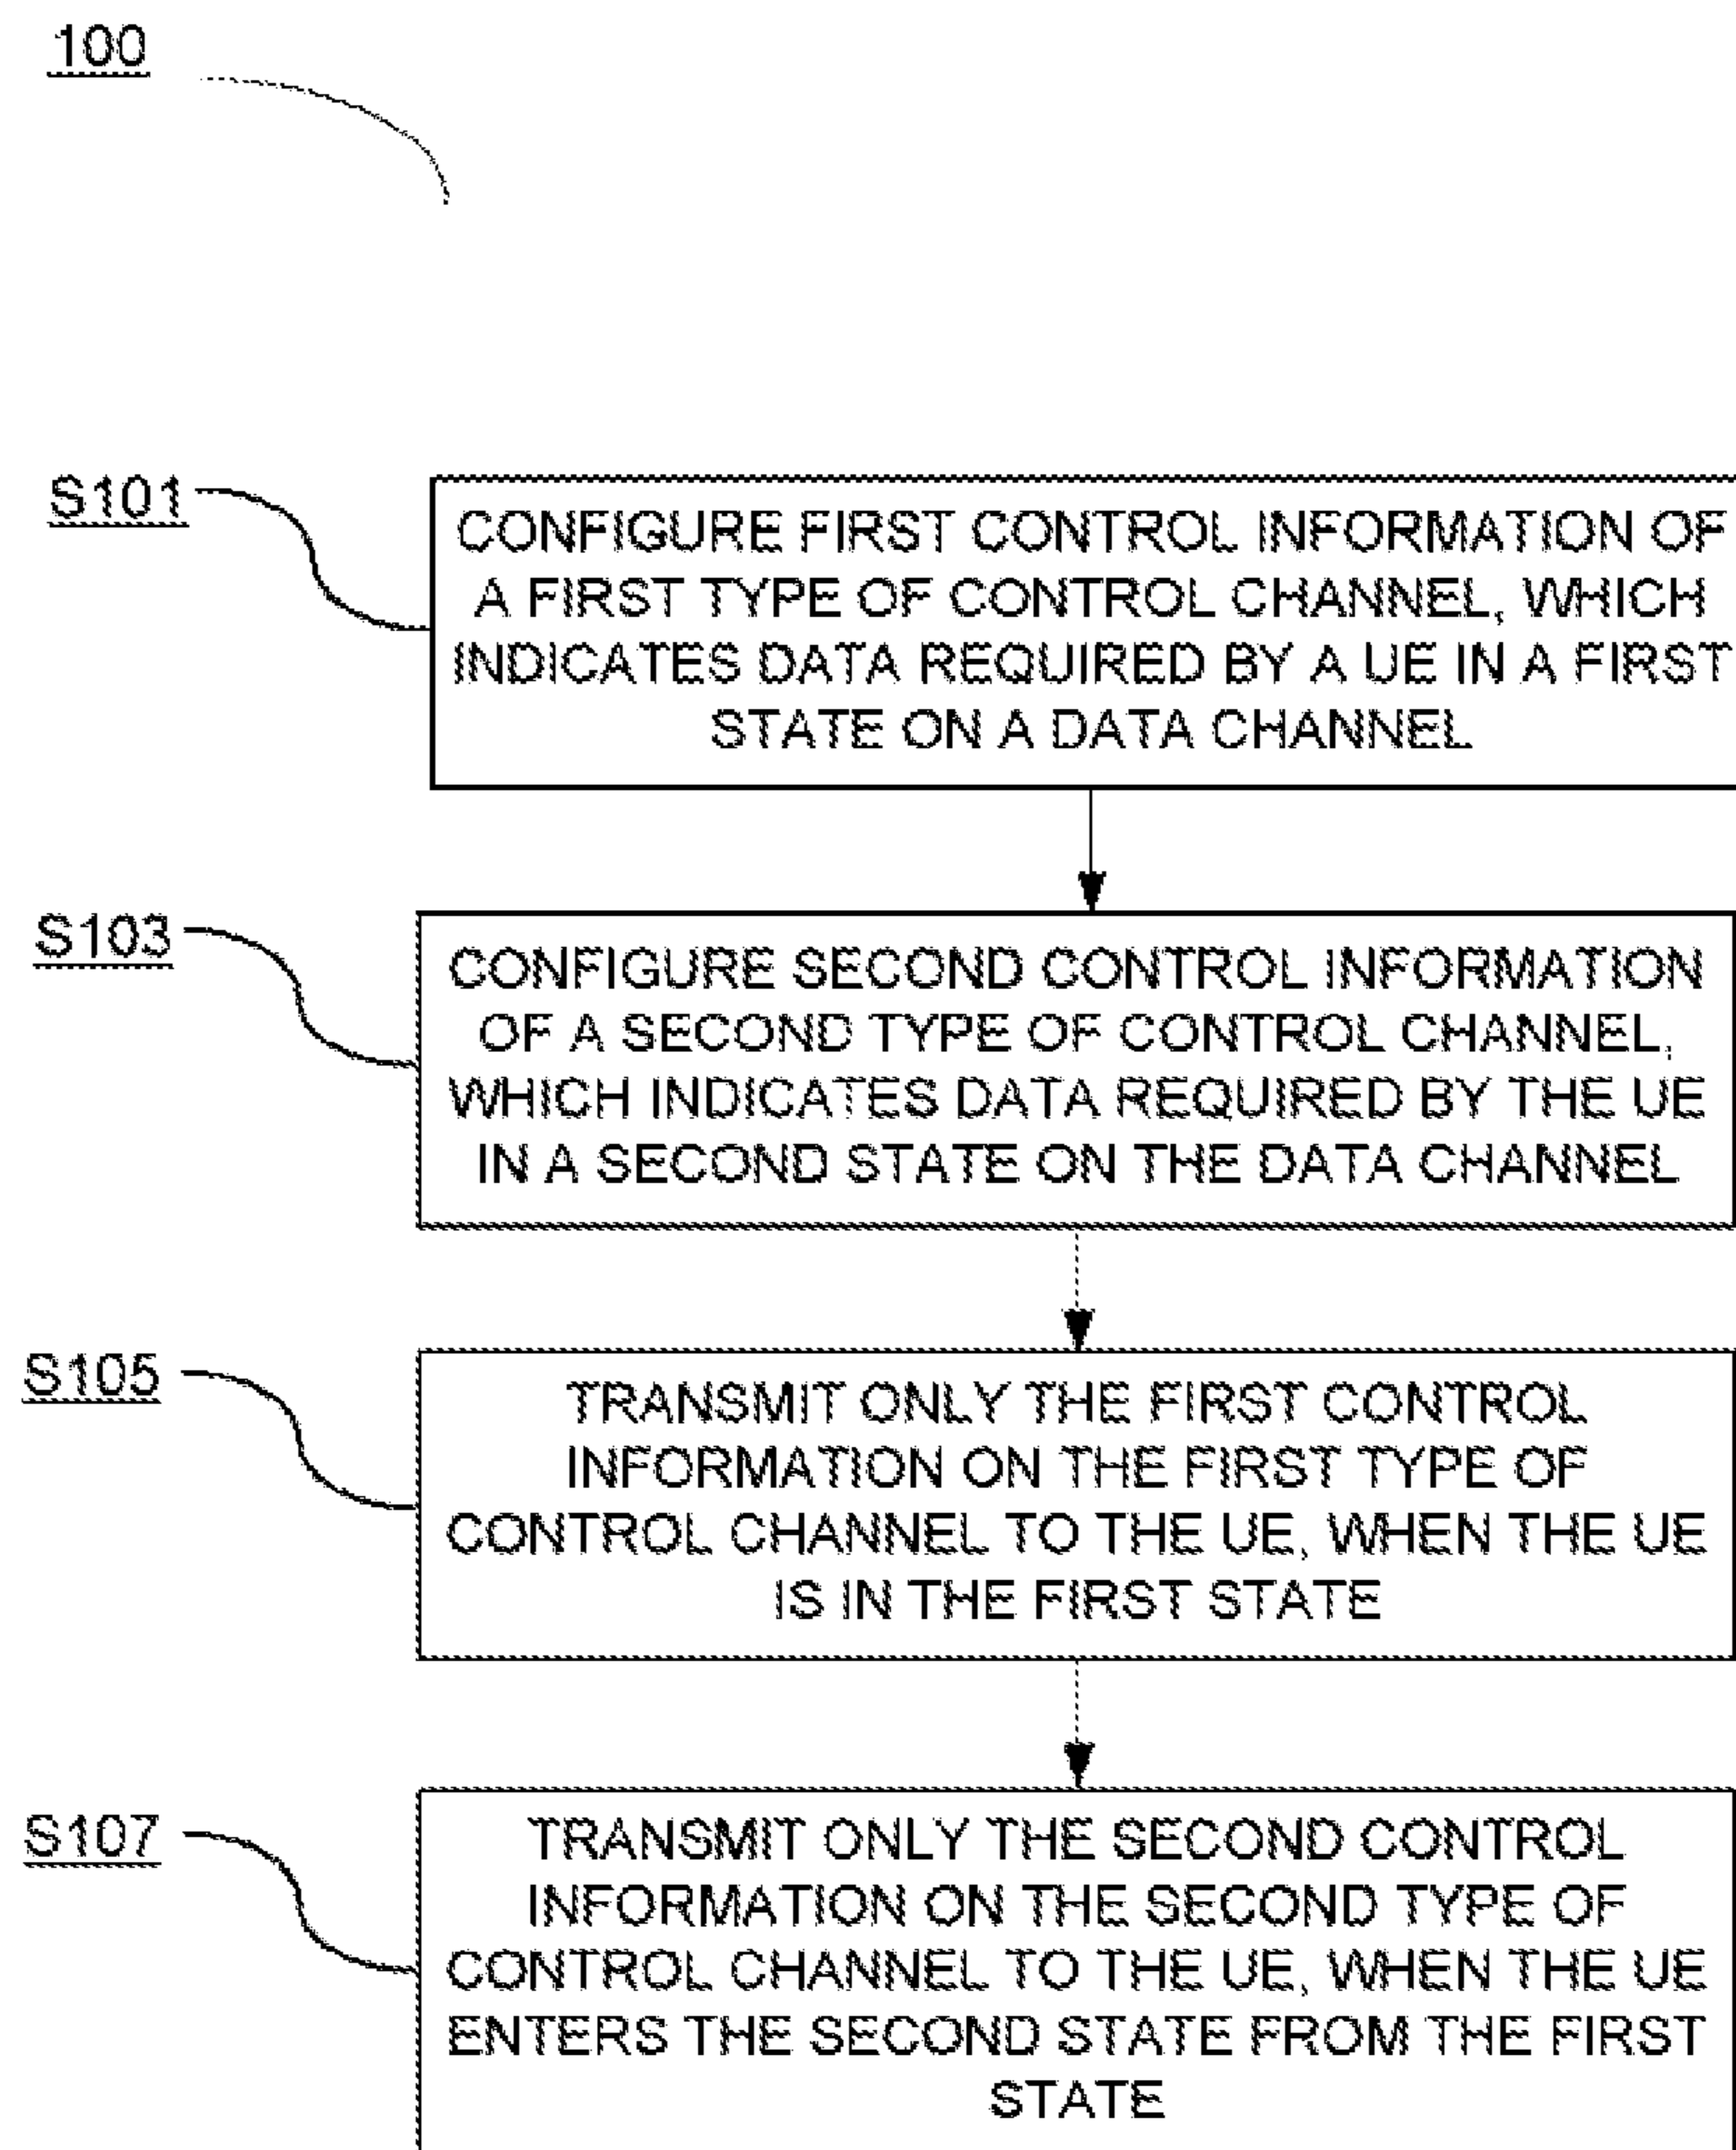 100
S101
CONFIGURE FIRST CONTROL INFORMATION OF
A FIRST TYPE OF CONTROL CHANNEL, WHICH
INDICATES DATA REQUIRED BY A UE IN A FIRST
STATE ON A DATA CHANNEL
S103
CONFIGURE SECOND CONTROL INFORMATION
OF A SECOND TYPE OF CONTROL CHANNEL,
WHICH INDICATES DATA REQUIRED BY THE UE
IN A SECOND STATE ON THE DATA CHANNEL
S105
TRANSMIT ONLY THE FIRST CONTROL
INFORMATION ON THE FIRST TYPE OF
CONTROL CHANNEL TO THE UE, WHEN THE UE
IS IN THE FIRST STATE
S107
TRANSMIT ONLY THE SECOND CONTROL
INFORMATION ON THE SECOND TYPE OF
CONTROL CHANNEL TO THE UE, WHEN THE UE
ENTERS THE SECOND STATE FROM THE FIRST
STATE